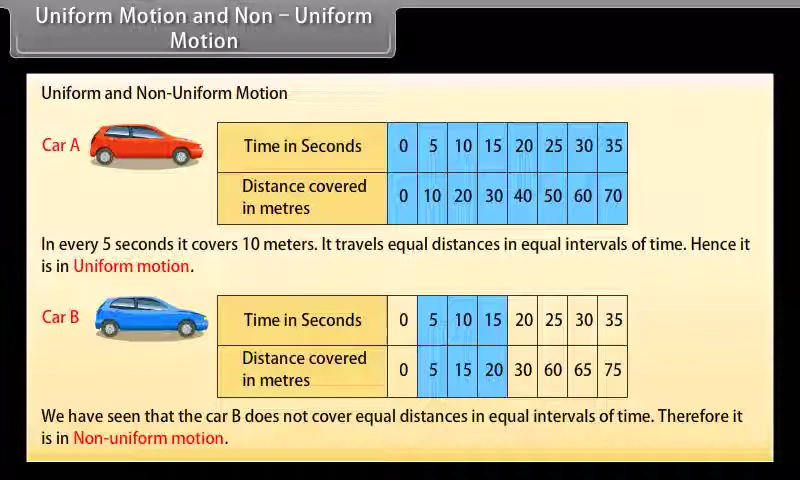 Uniform Motion and Non – Uniform
Motion
Uniform and Non-Uniform Motion
Car A
Time in Seconds 0 5 10 15 20 25 30 35
Distance covered
in metres 0 10 20 30 40 50 60 70
In every 5 seconds it covers 10 meters. It travels equal distances in equal intervals of time. Hence it
is in Uniform motion.
Car B
Time in Seconds 0 5 10 15 20 25 30 35
Distance covered
in metres 0 5 15 20 30 60 65 75
We have seen that the car B does not cover equal distances in equal intervals of time. Therefore it
is in Non-uniform motion.